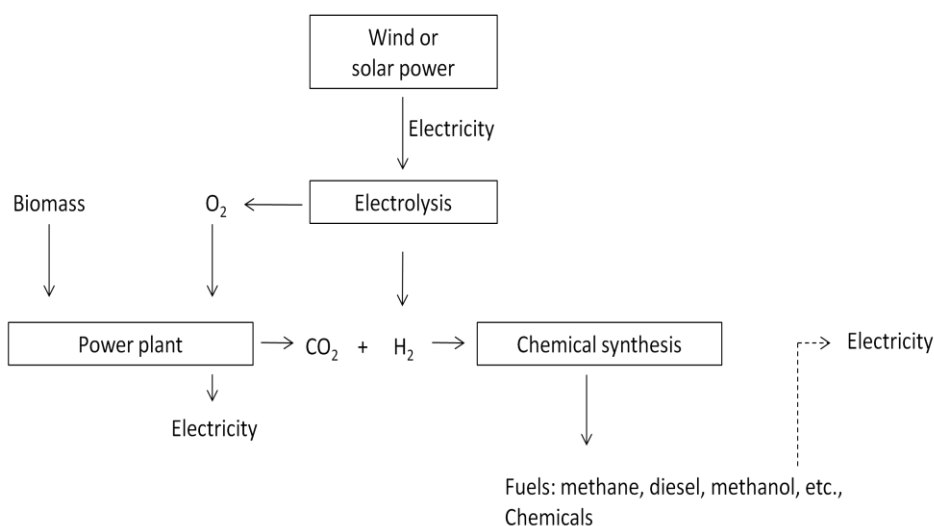 Wind or
solar power
Electricity
Biomass
O₂
Electrolysis
Power plant
CO₂ + H₂
Chemical synthesis
Electricity
Electricity
Fuels: methane, diesel, methanol, etc.,
Chemicals